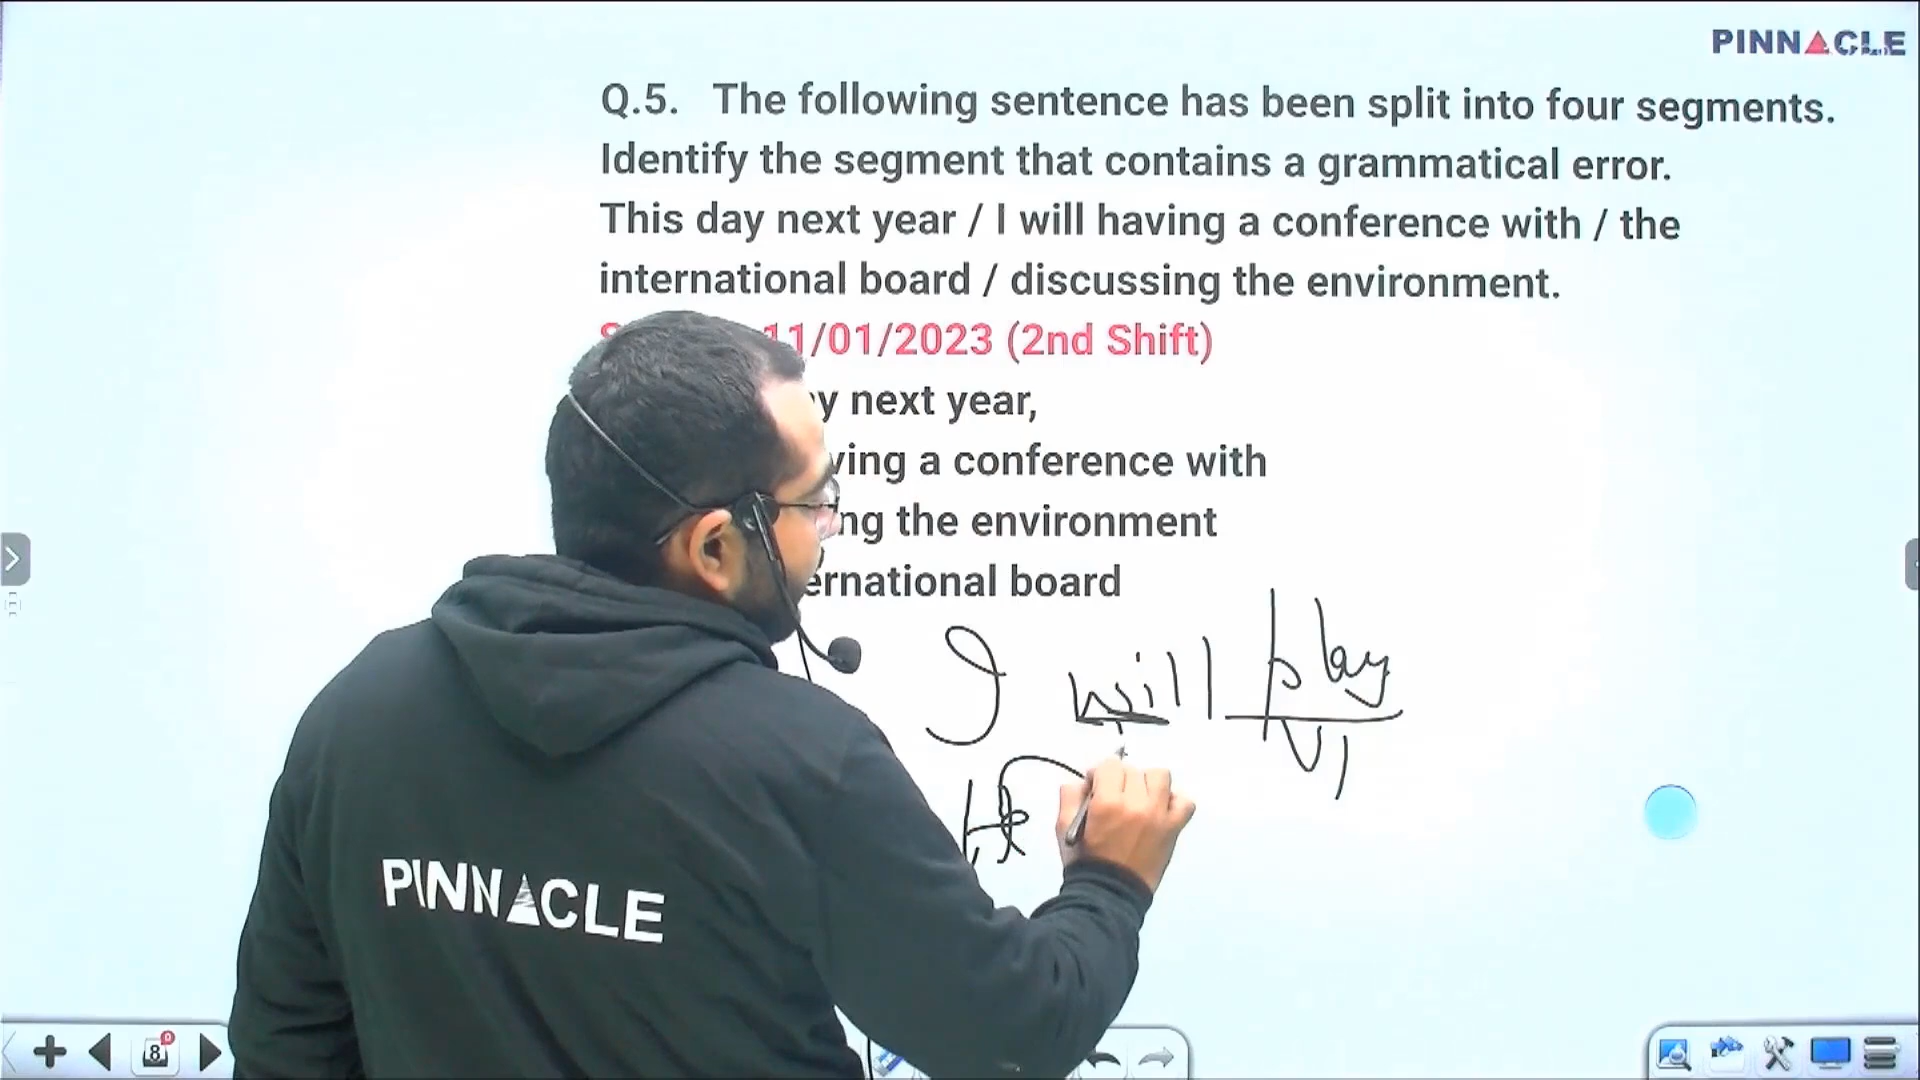 PINNACLE
Q.5. The following sentence has been split into four segments.
Identify the segment that contains a grammatical error.
This day next year / I will having a conference with / the
international board / discussing the environment.
11/01/2023 (2nd Shift)
next year,
a conference with
the environment
board
I will play
V1
PINNACLE
8